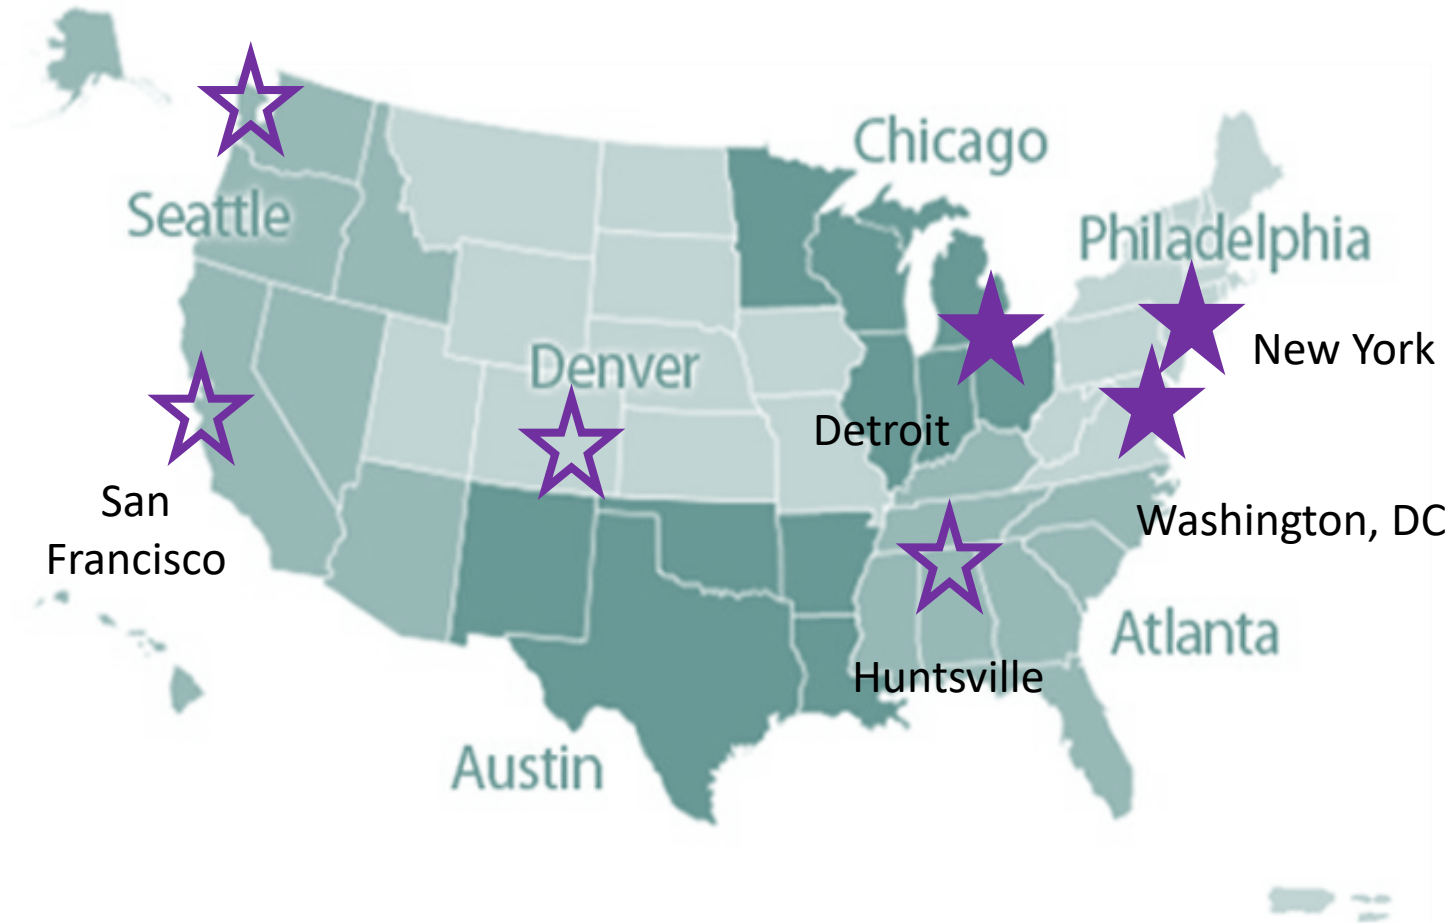 Chicago
Seattle
Philadelphia
New York
Denver
Detroit
San
Francisco
Washington, DC
Atlanta
Huntsville
Austin